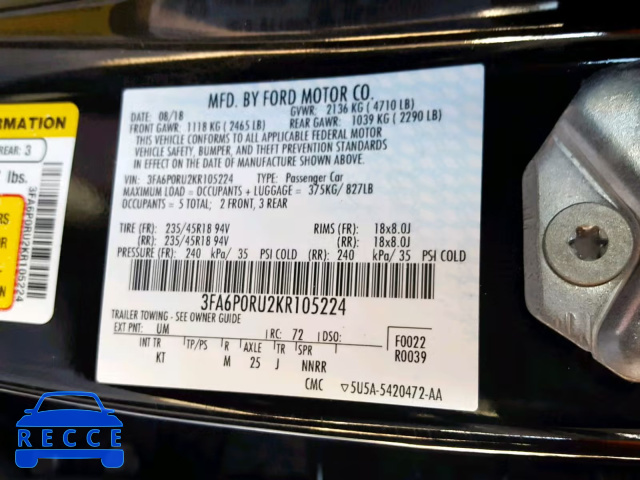 MFD. BY FORD MOTOR CO.
DATE: 08/18 GVWR: 2136 KG ( 4710 LB)
FRONT GAWR: 1118 KG ( 2465 LB) REAR GAWR: 1039 KG ( 2290 LB)
THIS VEHICLE CONFORMS TO ALL APPLICABLE FEDERAL MOTOR
VEHICLE SAFETY, BUMPER, AND THEFT PREVENTION STANDARDS IN EFFECT
ON THE DATE OF MANUFACTURE SHOWN ABOVE.
VIN: 3FA6P0RU2KR105224 TYPE: Passenger Car
MAXIMUM LOAD = OCCUPANTS + LUGGAGE = 375KG/ 827LB
OCCUPANTS = 5 TOTAL; 2 FRONT, 3 REAR
TIRE (FR): 235/45R18 94V RIMS (FR): 18x8.0J
(RR): 235/45R18 94V (RR): 18x8.0J
PRESSURE (FR): 240 kPa/ 35 PSI COLD (RR): 240 kPa/ 35 PSI COLD
3FA6P0RU2KR105224
TRAILER TOWING - SEE OWNER GUIDE
EXT PNT: UM RC: 72 DSO: F0022
INT TR TP/PS R AXLE TR SPR R0039
KT M 25 J NNRR
CMC 5U5A-5420472-AA
ORMATION
REAR: 3
lbs.
3FA6P0RU2KR105224
RECCE